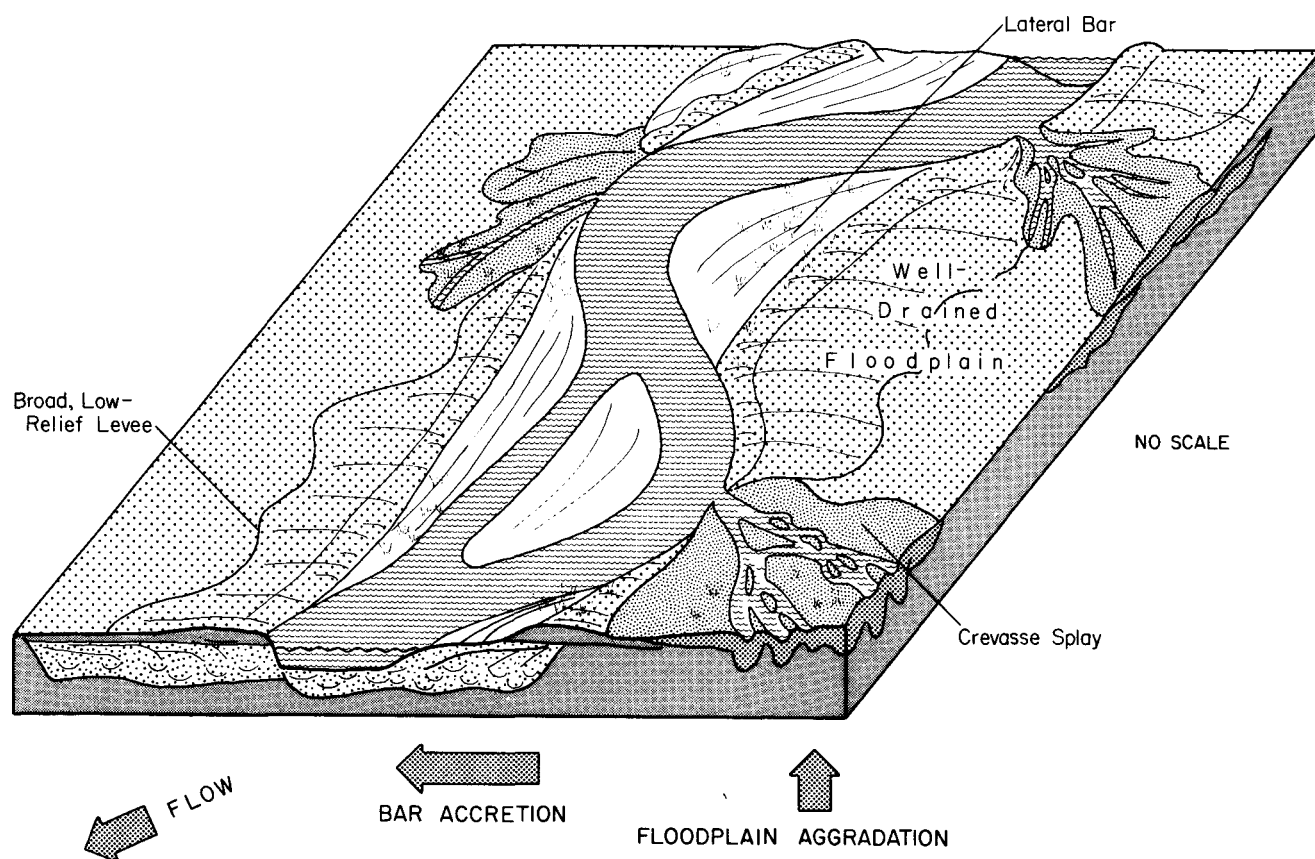 Lateral Bar
Well-
Drained
Floodplain
Broad, Low-
Relief Levee
NO SCALE
Crevasse Splay
FLOW
BAR ACCRETION
FLOODPLAIN AGGRADATION